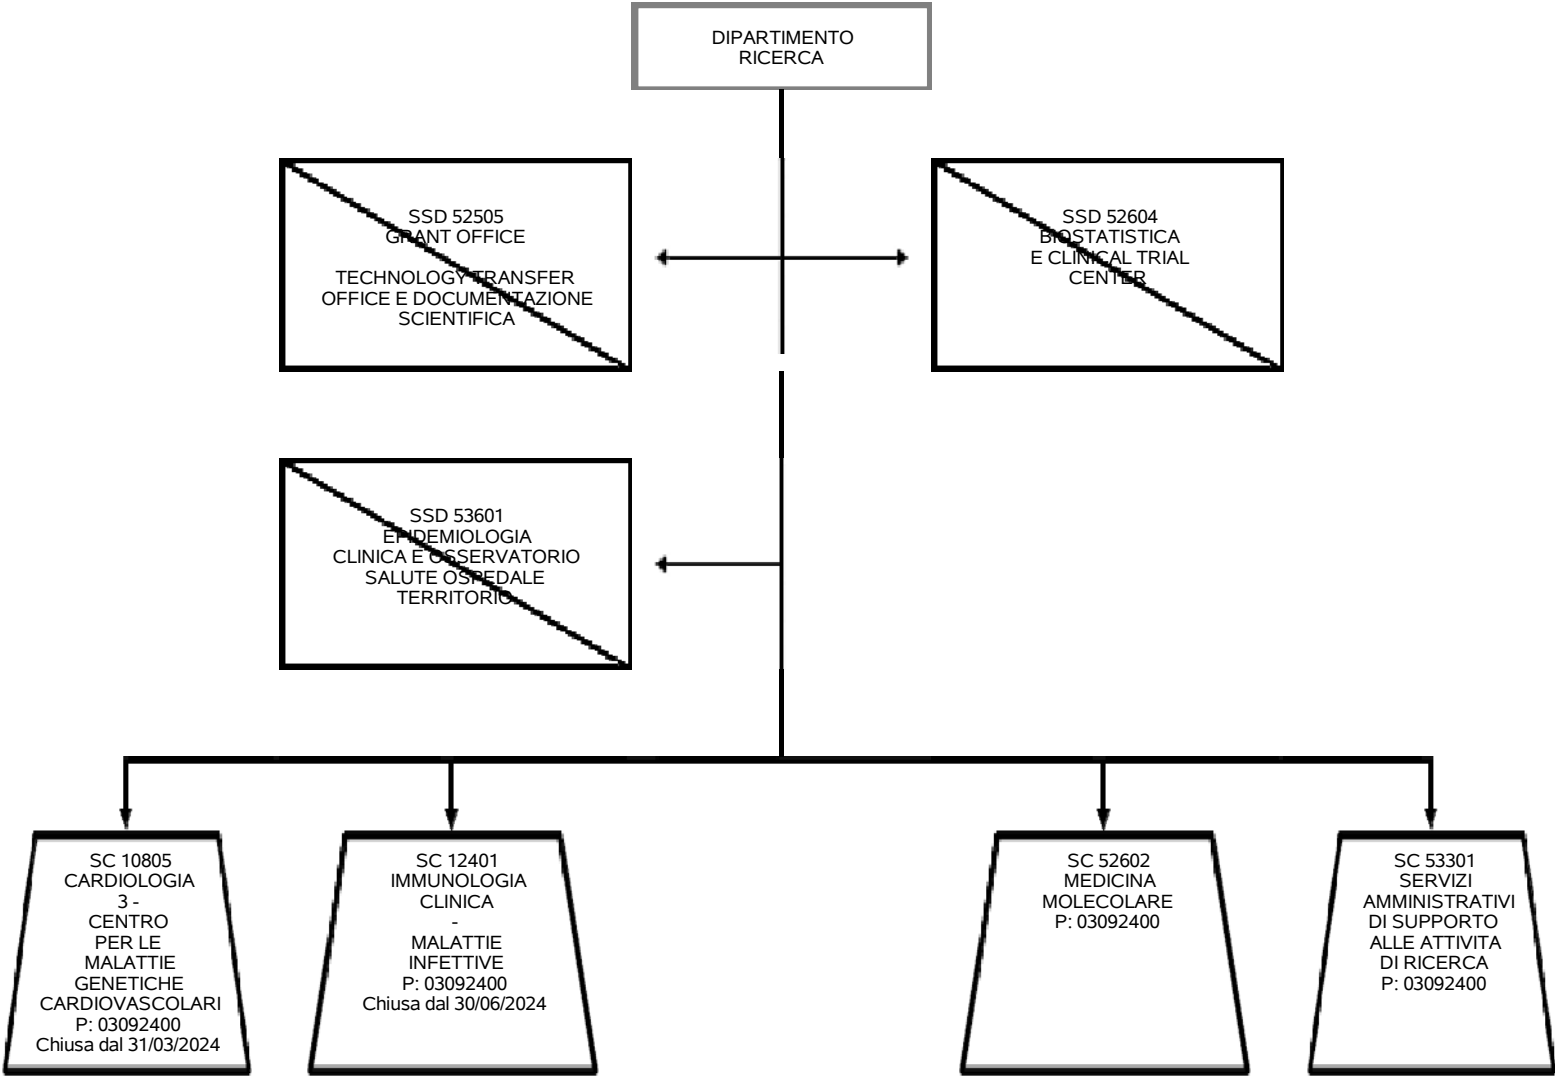 DIPARTIMENTO
RICERCA
SSD 52505
GRANT OFFICE
TECHNOLOGY TRANSFER
OFFICE E DOCUMENTAZIONE
SCIENTIFICA
SSD 52604
BIOSTATISTICA
E CLINICAL TRIAL
CENTER
SSD 53601
EPIDEMIOLOGIA
CLINICA E OSSERVATORIO
SALUTE OSPEDALE
TERRITORIO
SC 10805
CARDIOLOGIA
3 -
CENTRO
PER LE
MALATTIE
GENETICHE
CARDIOVASCOLARI
P: 03092400
Chiusa dal 31/03/2024
SC 12401
IMMUNOLOGIA
CLINICA
-
MALATTIE
INFETTIVE
P: 03092400
Chiusa dal 30/06/2024
SC 52602
MEDICINA
MOLECOLARE
P: 03092400
SC 53301
SERVIZI
AMMINISTRATIVI
DI SUPPORTO
ALLE ATTIVITA
DI RICERCA
P: 03092400